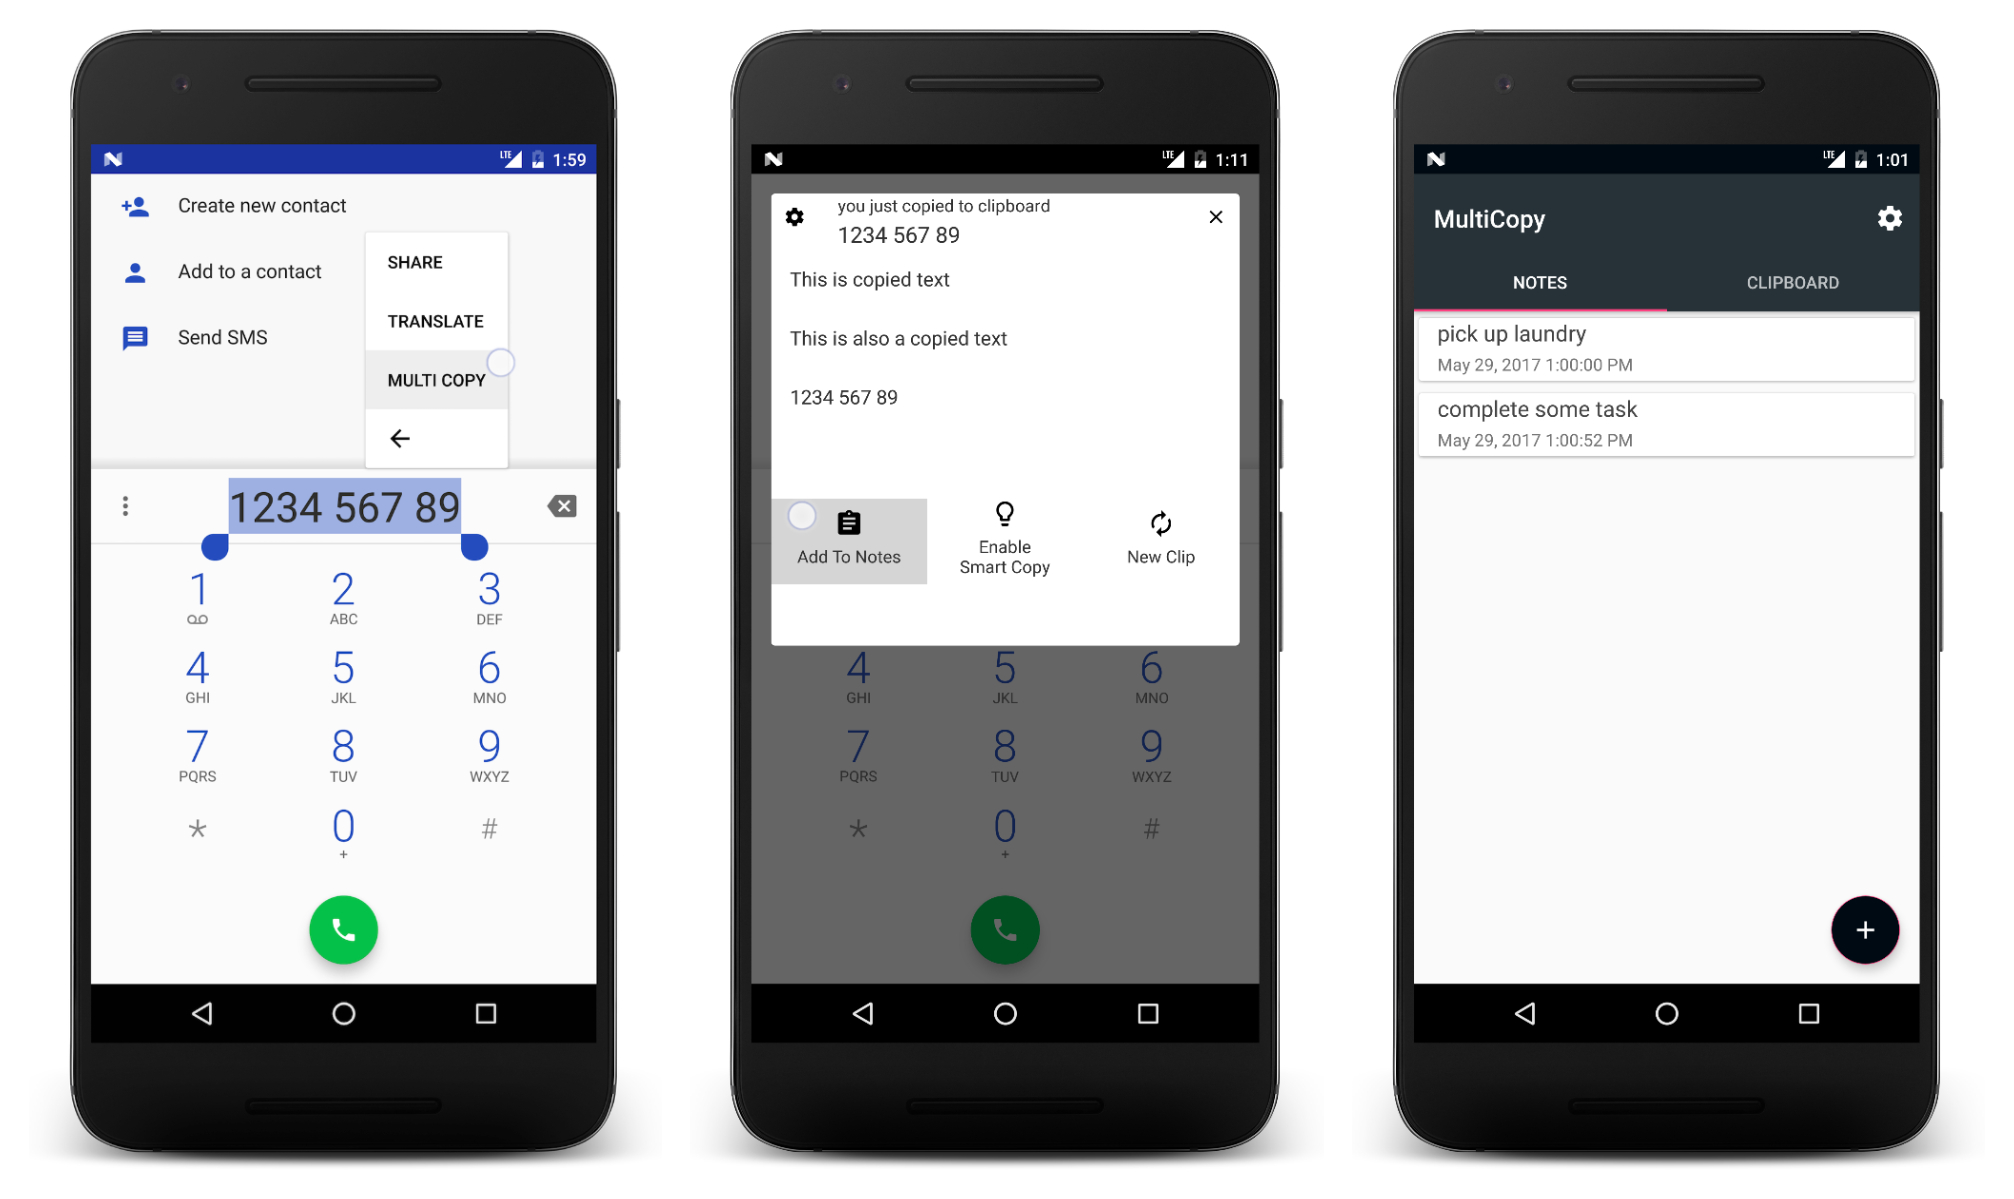 LTE 1:59
Create new contact
Add to a contact
Send SMS
SHARE
TRANSLATE
MULTI COPY
1234 567 89
1 2 3
ABC DEF
4 5 6
GHI JKL MNO
7 8 9
PQRS TUV WXYZ
* 0 #
+
LTE 1:11
you just copied to clipboard
1234 567 89
This is copied text
This is also a copied text
1234 567 89
Add To Notes
Enable
Smart Copy
New Clip
4 5 6
GHI JKL MNO
7 8 9
PQRS TUV WXYZ
* 0 #
+
LTE 1:01
MultiCopy
NOTES CLIPBOARD
pick up laundry
May 29, 2017 1:00:00 PM
complete some task
May 29, 2017 1:00:52 PM
+